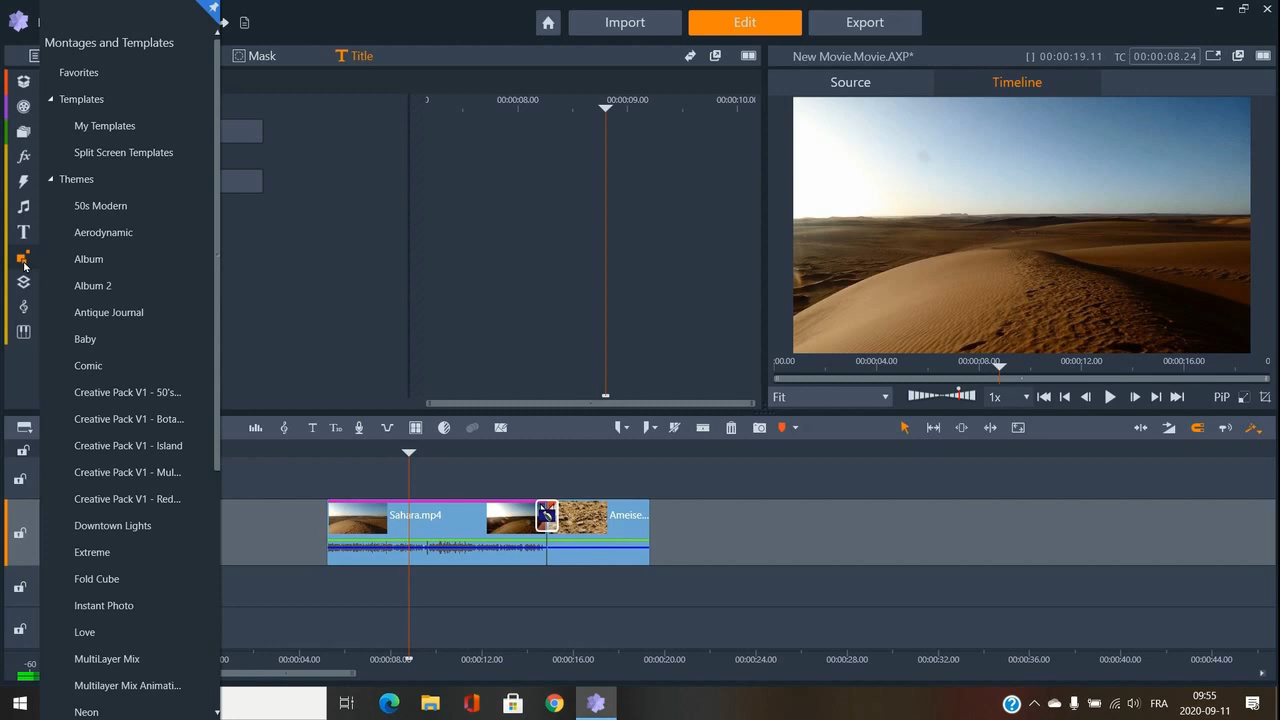 Import
Edit
Export
Montages and Templates
Mask
Title
New Movie.Movie.AXP*
[ ] 00:00:19.11
TC
00:00:08.24
Favorites
Source
Timeline
Templates
00:00:08.00
00:00:09.00
00:00:10.0
My Templates
Split Screen Templates
Themes
50s Modern
Aerodynamic
Album
Album 2
Antique Journal
Baby
Comic
;00.00
00:00:04.00
00:00:08.00
00:00:12.00
00:00:16.00
0
Creative Pack V1 - 50's...
Fit
1x
PiP
Creative Pack V1 - Bota...
Creative Pack V1 - Island
Creative Pack V1 - Mul...
Creative Pack V1 - Red...
Sahara.mp4
Ameise...
Downtown Lights
Extreme
Fold Cube
Instant Photo
Love
MultiLayer Mix
-60
:00
00:00:04.00
00:00:08.00
00:00:12.00
00:00:16.00
00:00:20.00
00:00:24.00
00:00:28.00
00:00:32.00
00:00:36.00
00:00:40.00
00:00:44.00
Multilayer Mix Animati...
Neon
FRA
09:55
2020-09-11